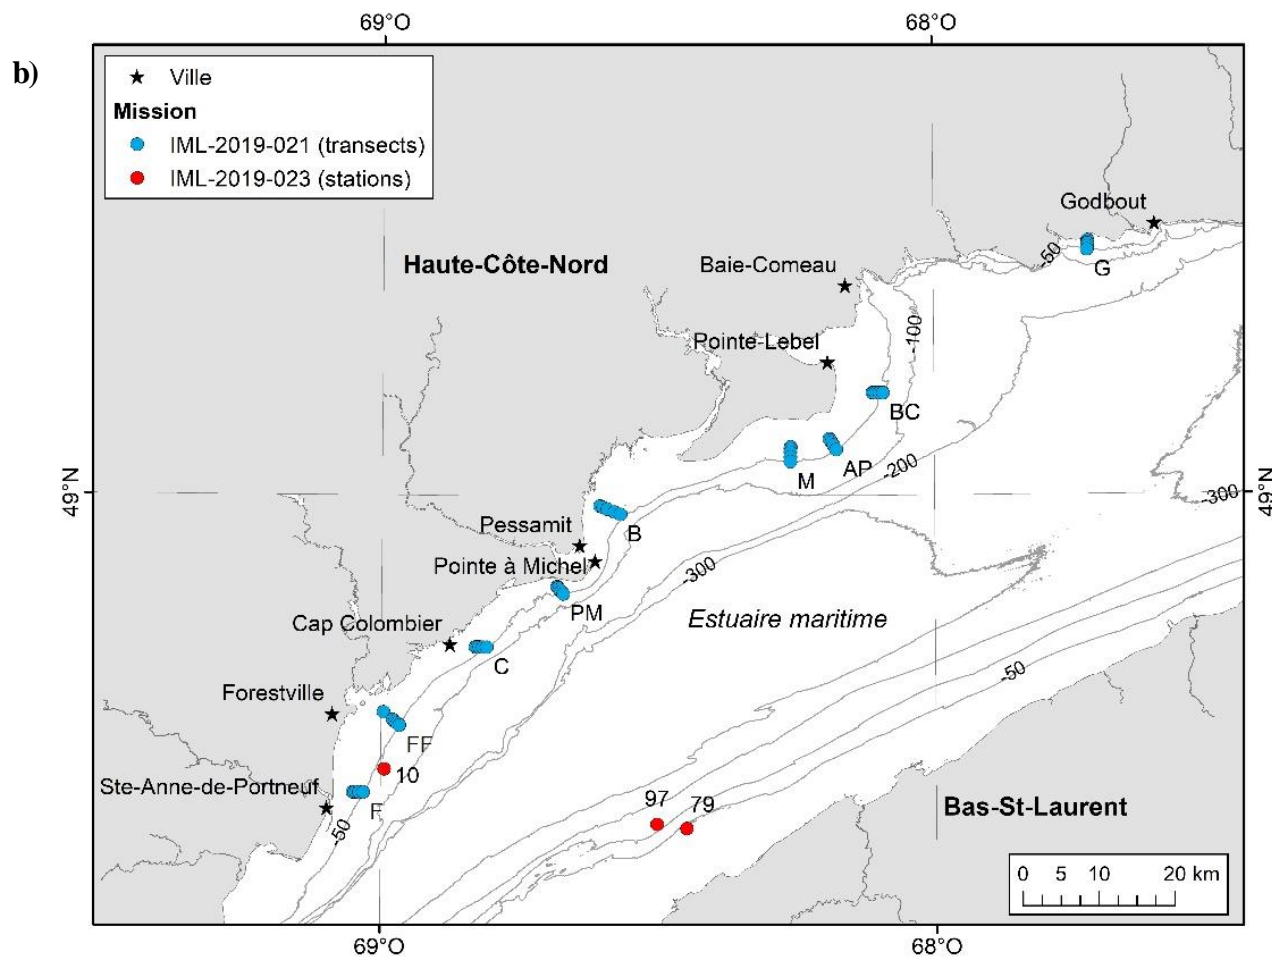 69°O
68°O
b)
Ville
Mission
IML-2019-021 (transects)
IML-2019-023 (stations)
Godbout
-50
G
Haute-Côte-Nord
Baie-Comeau
-100
Pointe-Lebel
BC
AP
M
-200
49°N
-300
49°N
Pessamit
B
Pointe à Michel
-300
PM
Estuaire maritime
Cap Colombier
C
-50
Forestville
FF
10
Ste-Anne-de-Portneuf
F
97
79
Bas-St-Laurent
-50
0 5 10 20 km
69°O
68°O